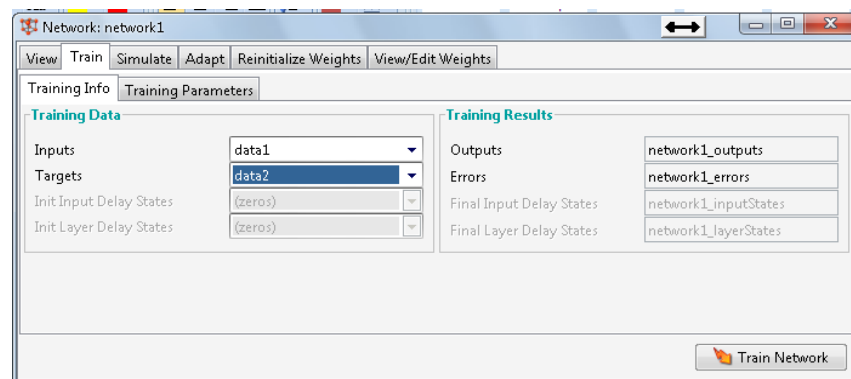 Network: network1
View Train Simulate Adapt Reinitialize Weights View/Edit Weights
Training Info Training Parameters
Training Data
Inputs data1
Targets data2
Init Input Delay States (zeros)
Init Layer Delay States (zeros)
Training Results
Outputs network1_outputs
Errors network1_errors
Final Input Delay States network1_inputStates
Final Layer Delay States network1_layerStates
Train Network